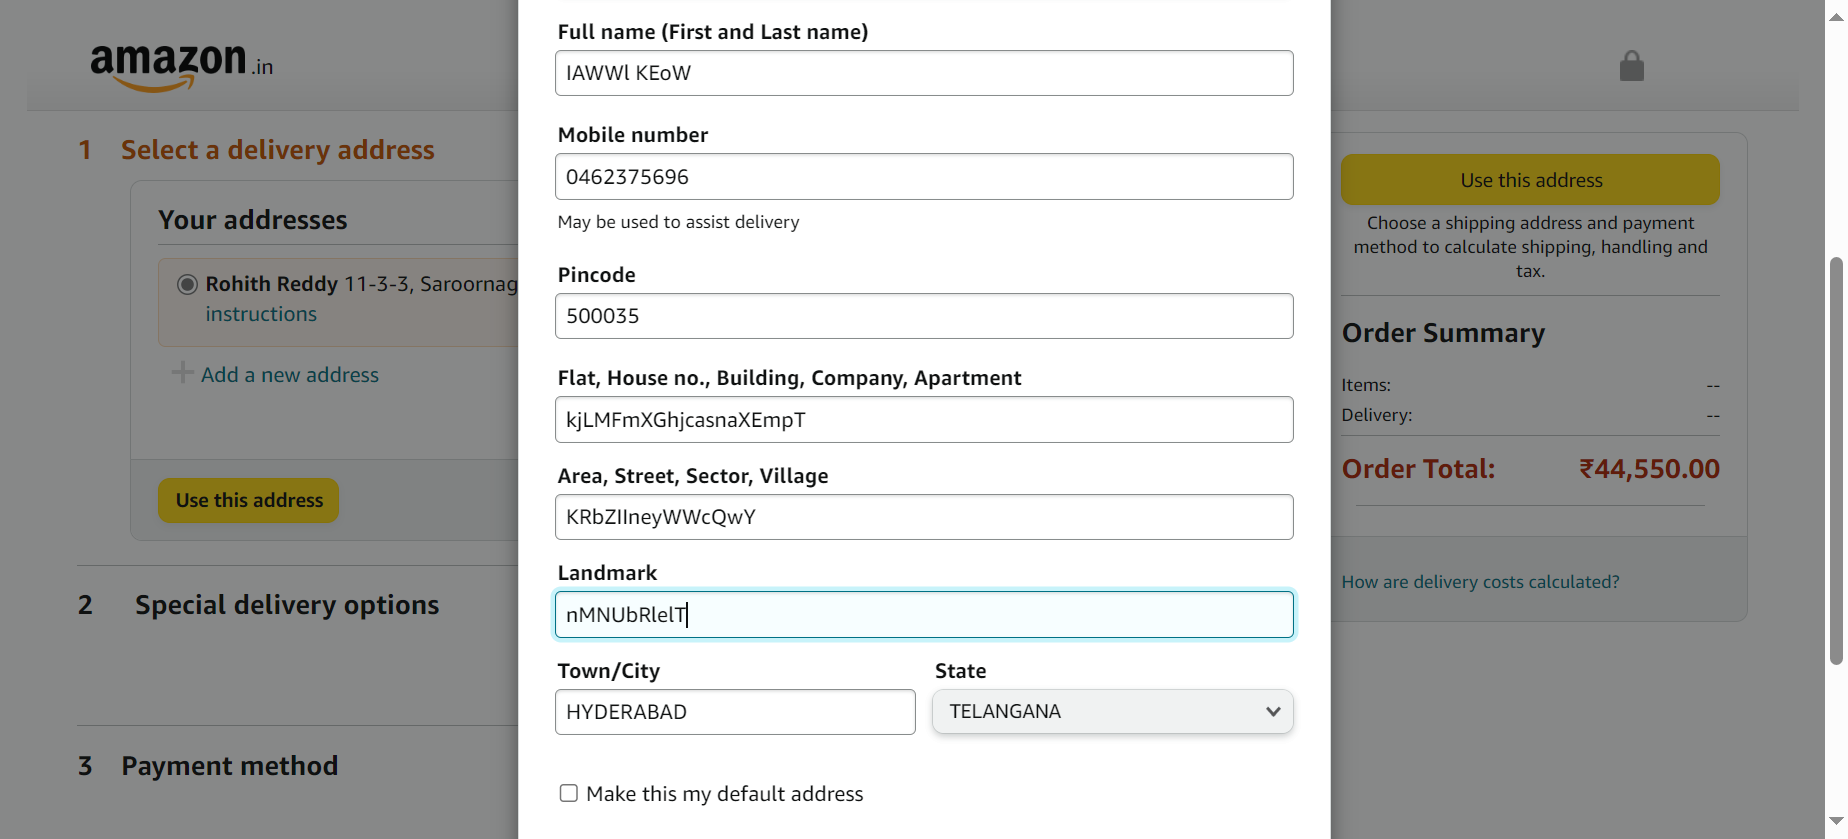 amazon.in
1 Select a delivery address
Your addresses
Rohith Reddy 11-3-3, Saroornag
instructions
Add a new address
Use this address
2 Special delivery options
3 Payment method
Full name (First and Last name)
IAWWl KEoW
Mobile number
0462375696
May be used to assist delivery
Pincode
500035
Flat, House no., Building, Company, Apartment
kjLMFmXGhjcasnaXEmpT
Area, Street, Sector, Village
KRbZIIneyWWcQwY
Landmark
nMNUbRlelT
Town/City
State
HYDERABAD
TELANGANA
Make this my default address
Use this address
Choose a shipping address and payment
method to calculate shipping, handling and
tax.
Order Summary
Items: --
Delivery: --
Order Total: ₹44,550.00
How are delivery costs calculated?